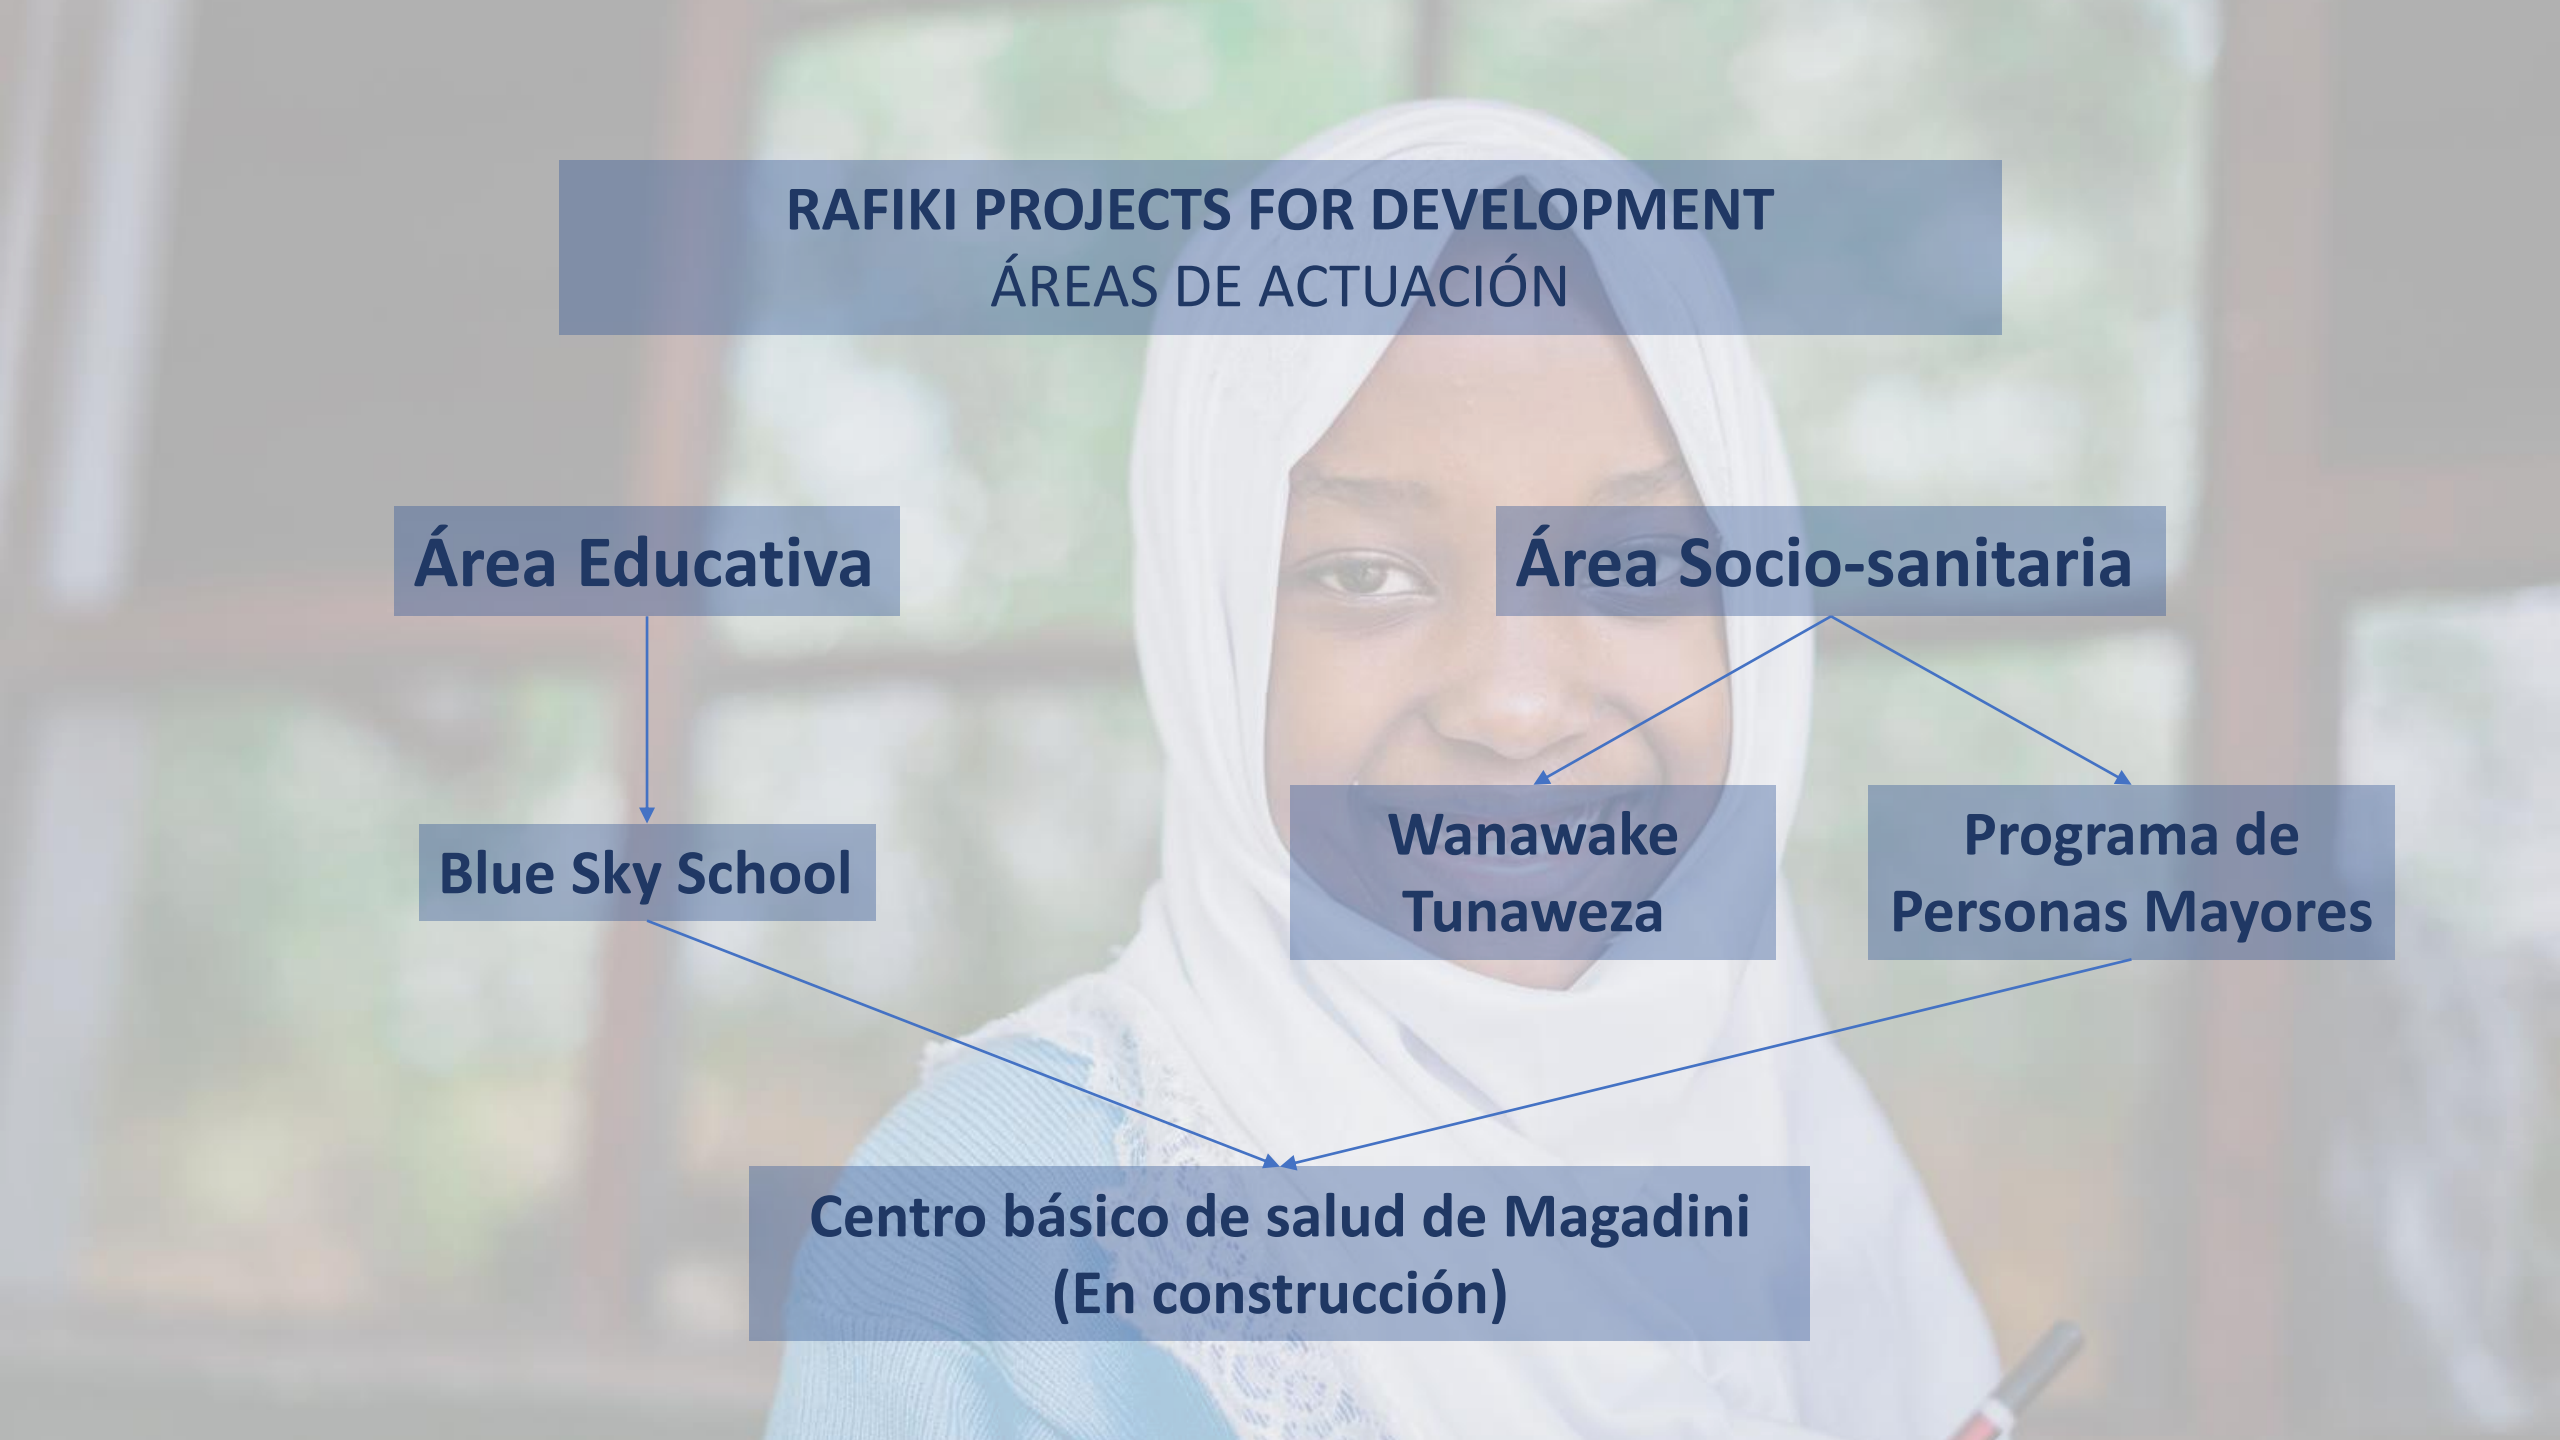 RAFIKI PROJECTS FOR DEVELOPMENT
ÁREAS DE ACTUACIÓN
Área Educativa
Área Socio-sanitaria
Blue Sky School
Wanawake
Tunaweza
Programa de
Personas Mayores
Centro básico de salud de Magadini
(En construcción)